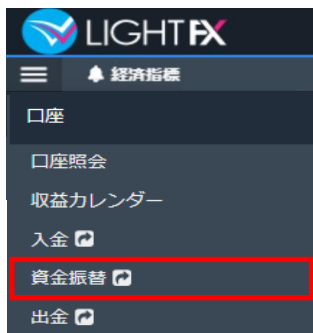 LIGHT FX
経済指標
口座
口座照会
収益カレンダー
入金
資金振替
出金